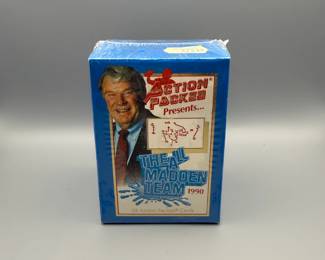 ACTION
PACKED
Presents...
THE ALL
MADDEN
TEAM
1990